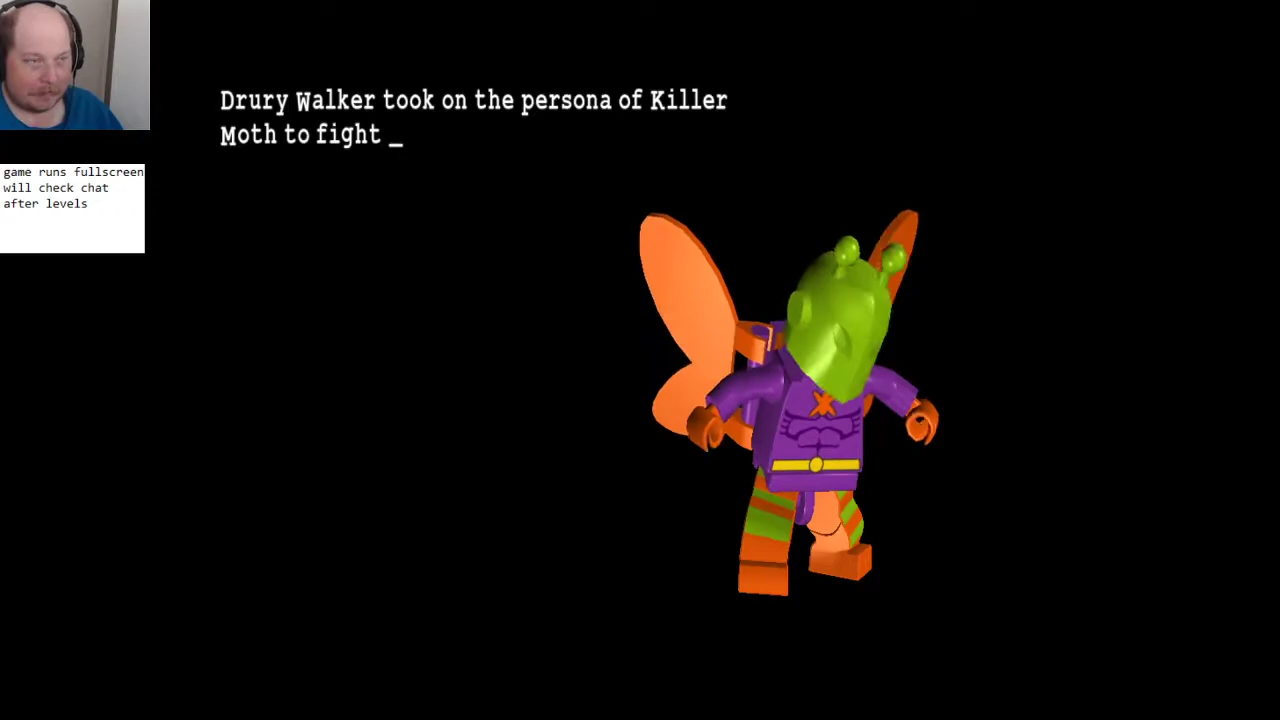 Drury Walker took on the persona of Killer
Moth to fight _
game runs fullscreen
will check chat
after levels